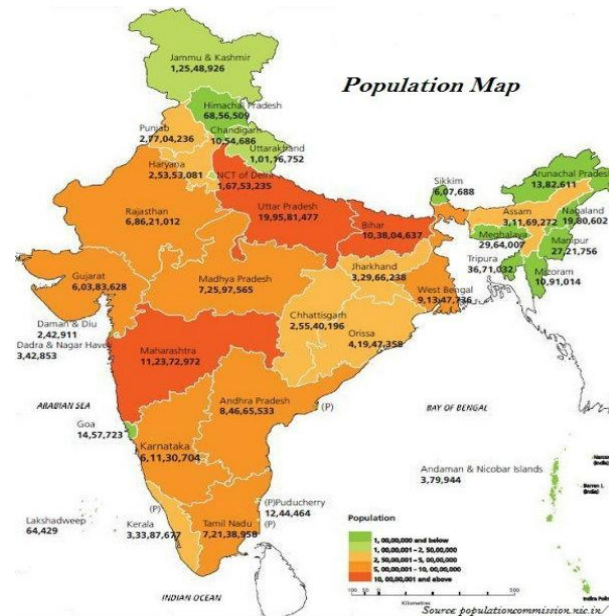 Population Map
Jammu & Kashmir
1,25,48,926
Himachal Pradesh
68,56,509
Punjab
2,77,04,236
Chandigarh
10,54,686
Uttarakhand
1,01,16,752
Haryana
2,53,53,081
NCT of Delhi
1,67,53,235
Sikkim
6,07,688
Arunachal Pradesh
13,82,611
Rajasthan
6,86,21,012
Uttar Pradesh
19,95,81,477
Bihar
10,38,04,637
Assam
3,11,69,272
Nagaland
19,80,602
Meghalaya
29,64,007
Manipur
27,21,756
Tripura
36,71,032
Mizoram
10,91,014
Gujarat
6,03,83,628
Madhya Pradesh
7,25,97,565
Jharkhand
3,29,66,238
West Bengal
9,13,47,736
Daman & Diu
2,42,911
Dadra & Nagar Haveli
3,42,853
Chhattisgarh
2,55,40,196
Orissa
4,19,47,358
Maharashtra
11,23,72,972
Andhra Pradesh
8,46,65,533
(P)
ARABIAN SEA
BAY OF BENGAL
Goa
14,57,723
Karnataka
6,11,30,704
Andaman & Nicobar Islands
3,79,944
(P)
(P)Puducherry
12,44,464
(P)
Lakshadweep
64,429
Kerala
3,33,87,677
Tamil Nadu
7,21,38,958
INDIAN OCEAN
Population
1,00,00,000 and below
1,00,00,001 - 2,50,00,000
2,50,00,001 - 5,00,00,000
5,00,00,001 - 10,00,00,000
10,00,00,001 and above
Kilometres
Source populationcommission.nic.in